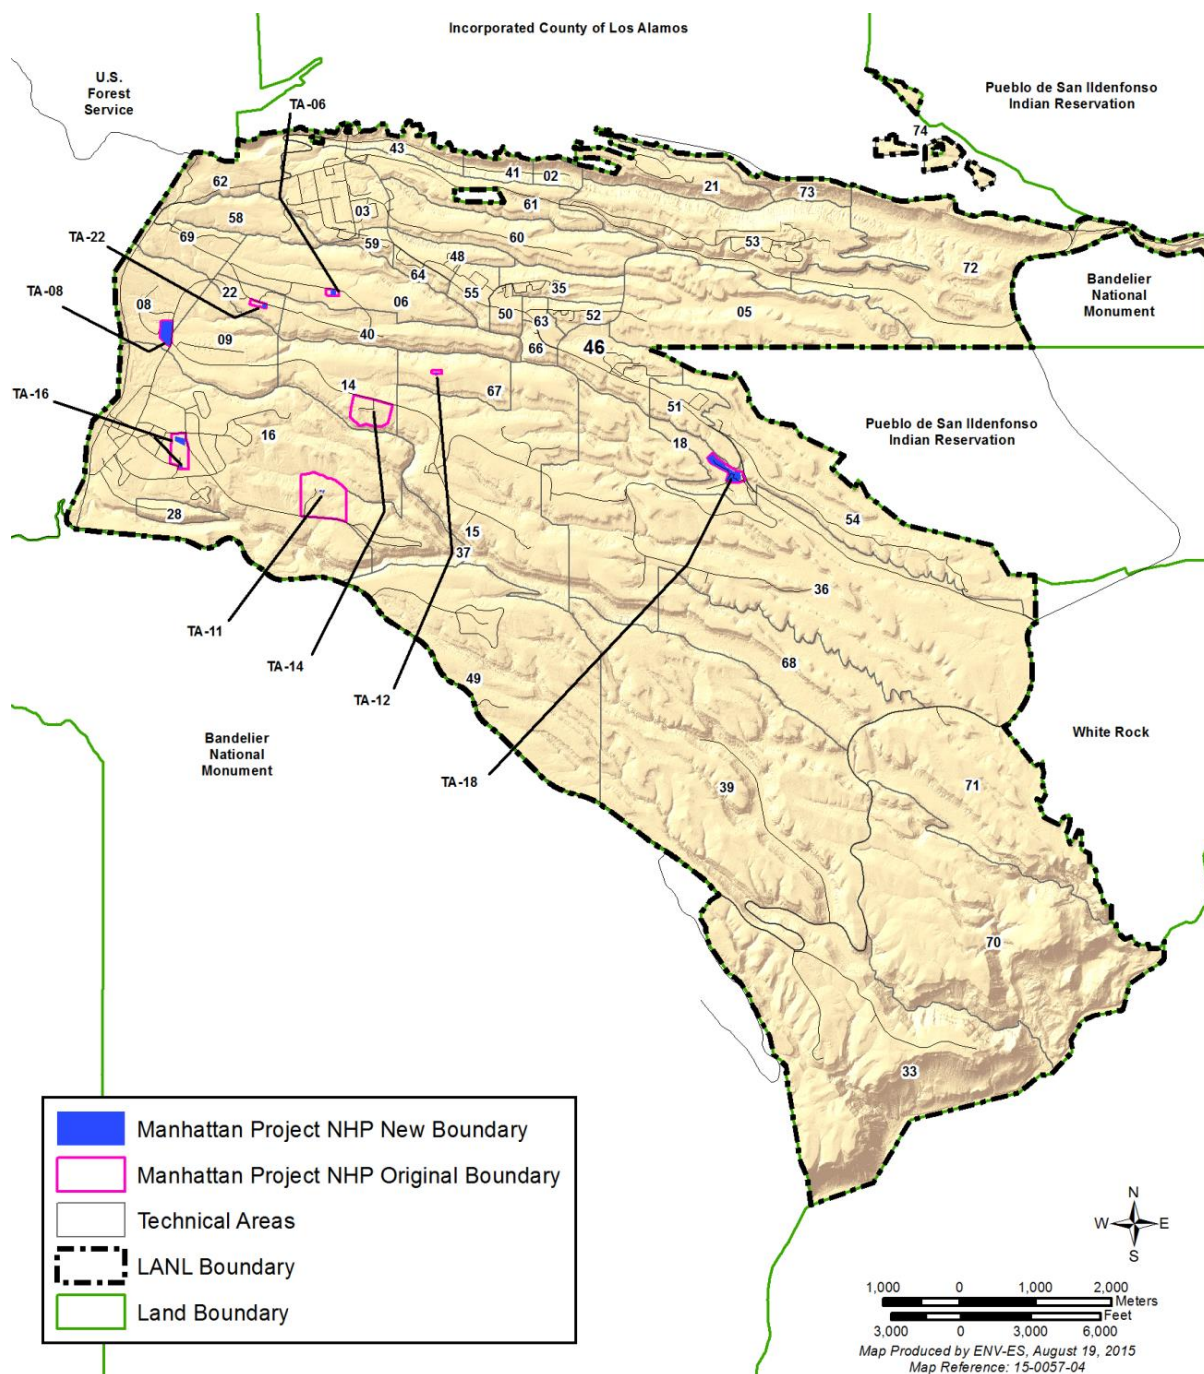 Incorporated County of Los Alamos
U.S.
Forest
Service
TA-06
Pueblo de San Ildenfonso
Indian Reservation
74
43
41
02
21
73
62
03
61
58
69
TA-22
59
60
53
48
64
72
Bandelier
National
Monument
TA-08
22
55
35
08
06
50
63
52
05
09
40
66
46
14
67
TA-16
51
16
18
Pueblo de San Ildenfonso
Indian Reservation
28
15
54
37
36
TA-11
TA-14
68
49
TA-12
Bandelier
National
Monument
White Rock
TA-18
39
71
70
33
Manhattan Project NHP New Boundary
Manhattan Project NHP Original Boundary
Technical Areas
LANL Boundary
Land Boundary
N
W E
S
1,000 0 1,000 2,000
Meters
Feet
3,000 0 3,000 6,000
Map Produced by ENV-ES, August 19, 2015
Map Reference: 15-0057-04